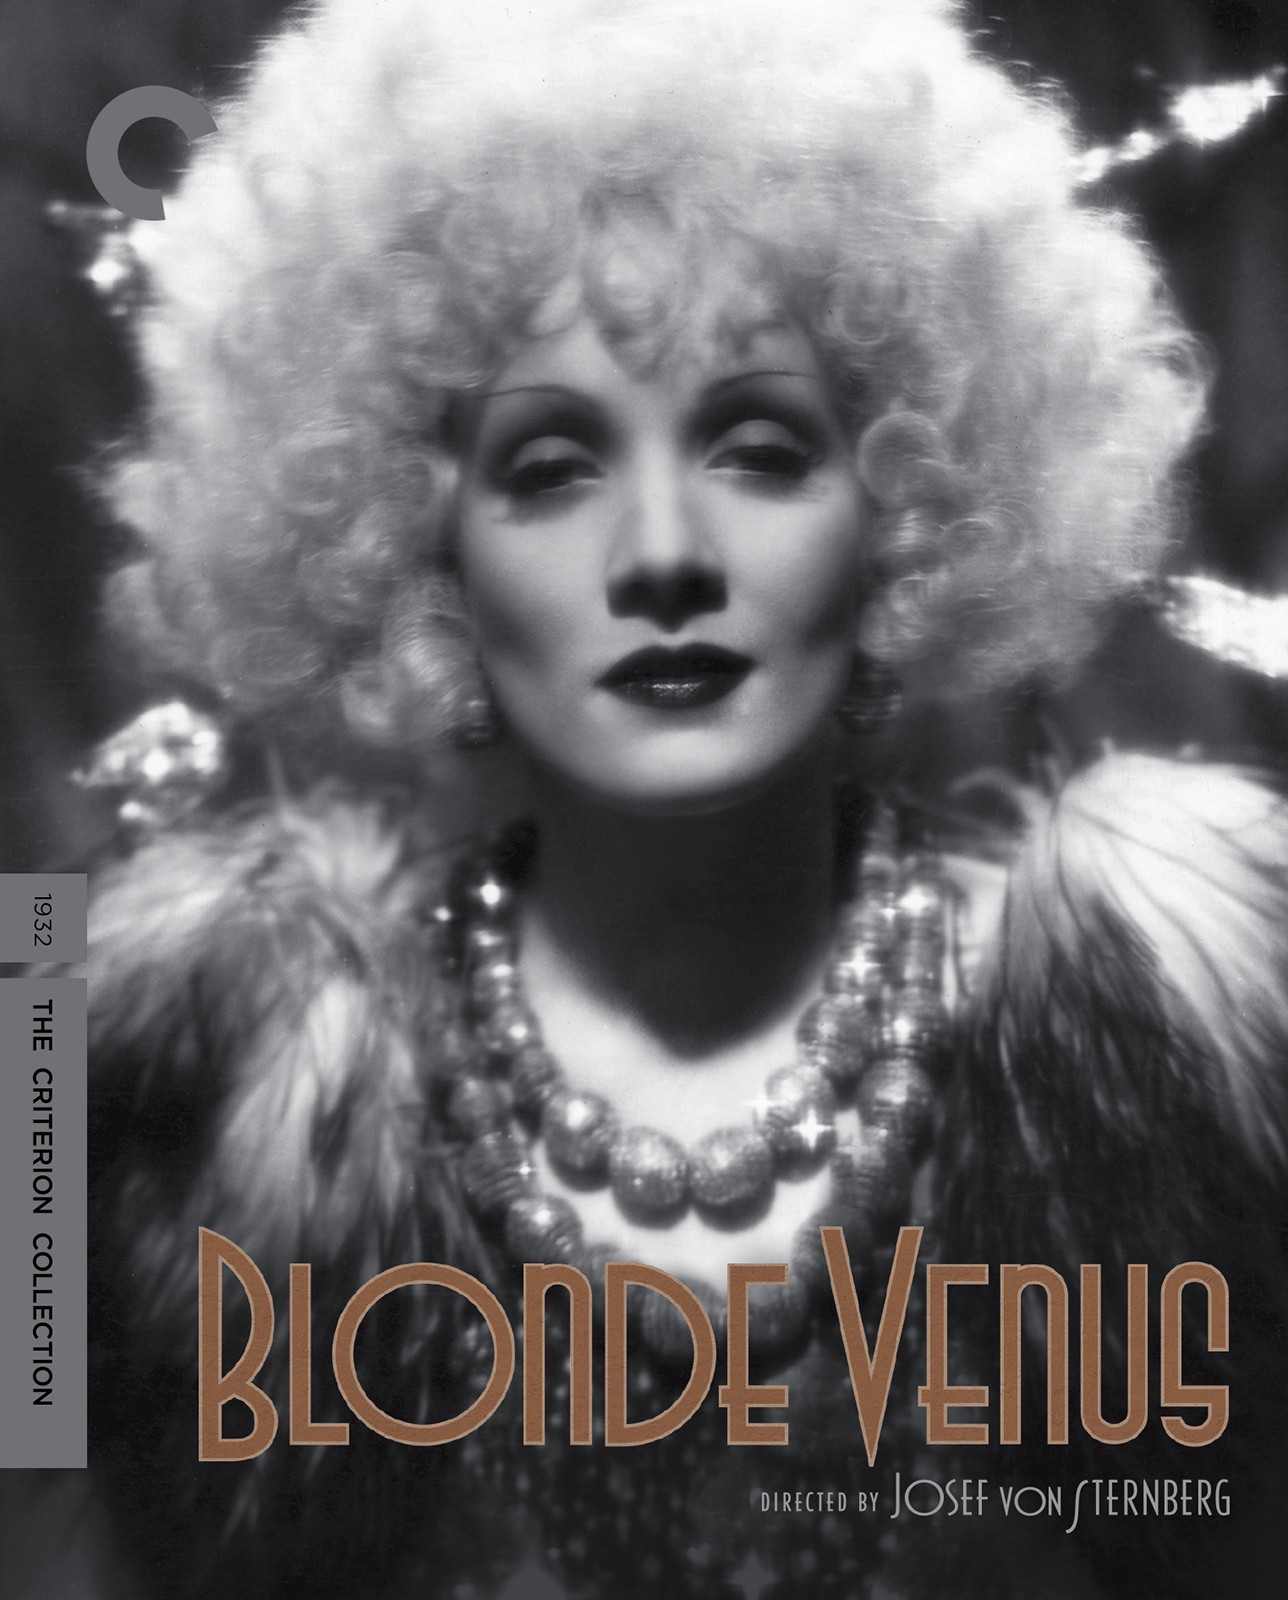 1932
THE CRITERION COLLECTION
BLONDE VENUS
DIRECTED BY JOSEF VON STERNBERG